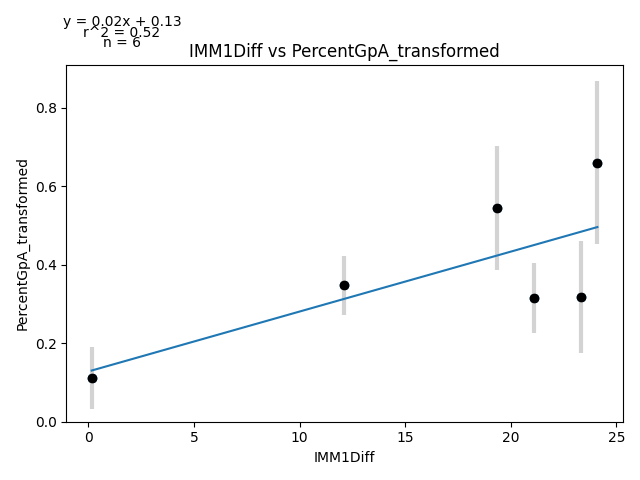 y = 0.02x + 0.13
r^2 = 0.52
n = 6
IMM1Diff vs PercentGpA_transformed
PercentGpA_transformed
0.8
0.6
0.4
0.2
0.0
0
5
10
15
20
25
IMM1Diff